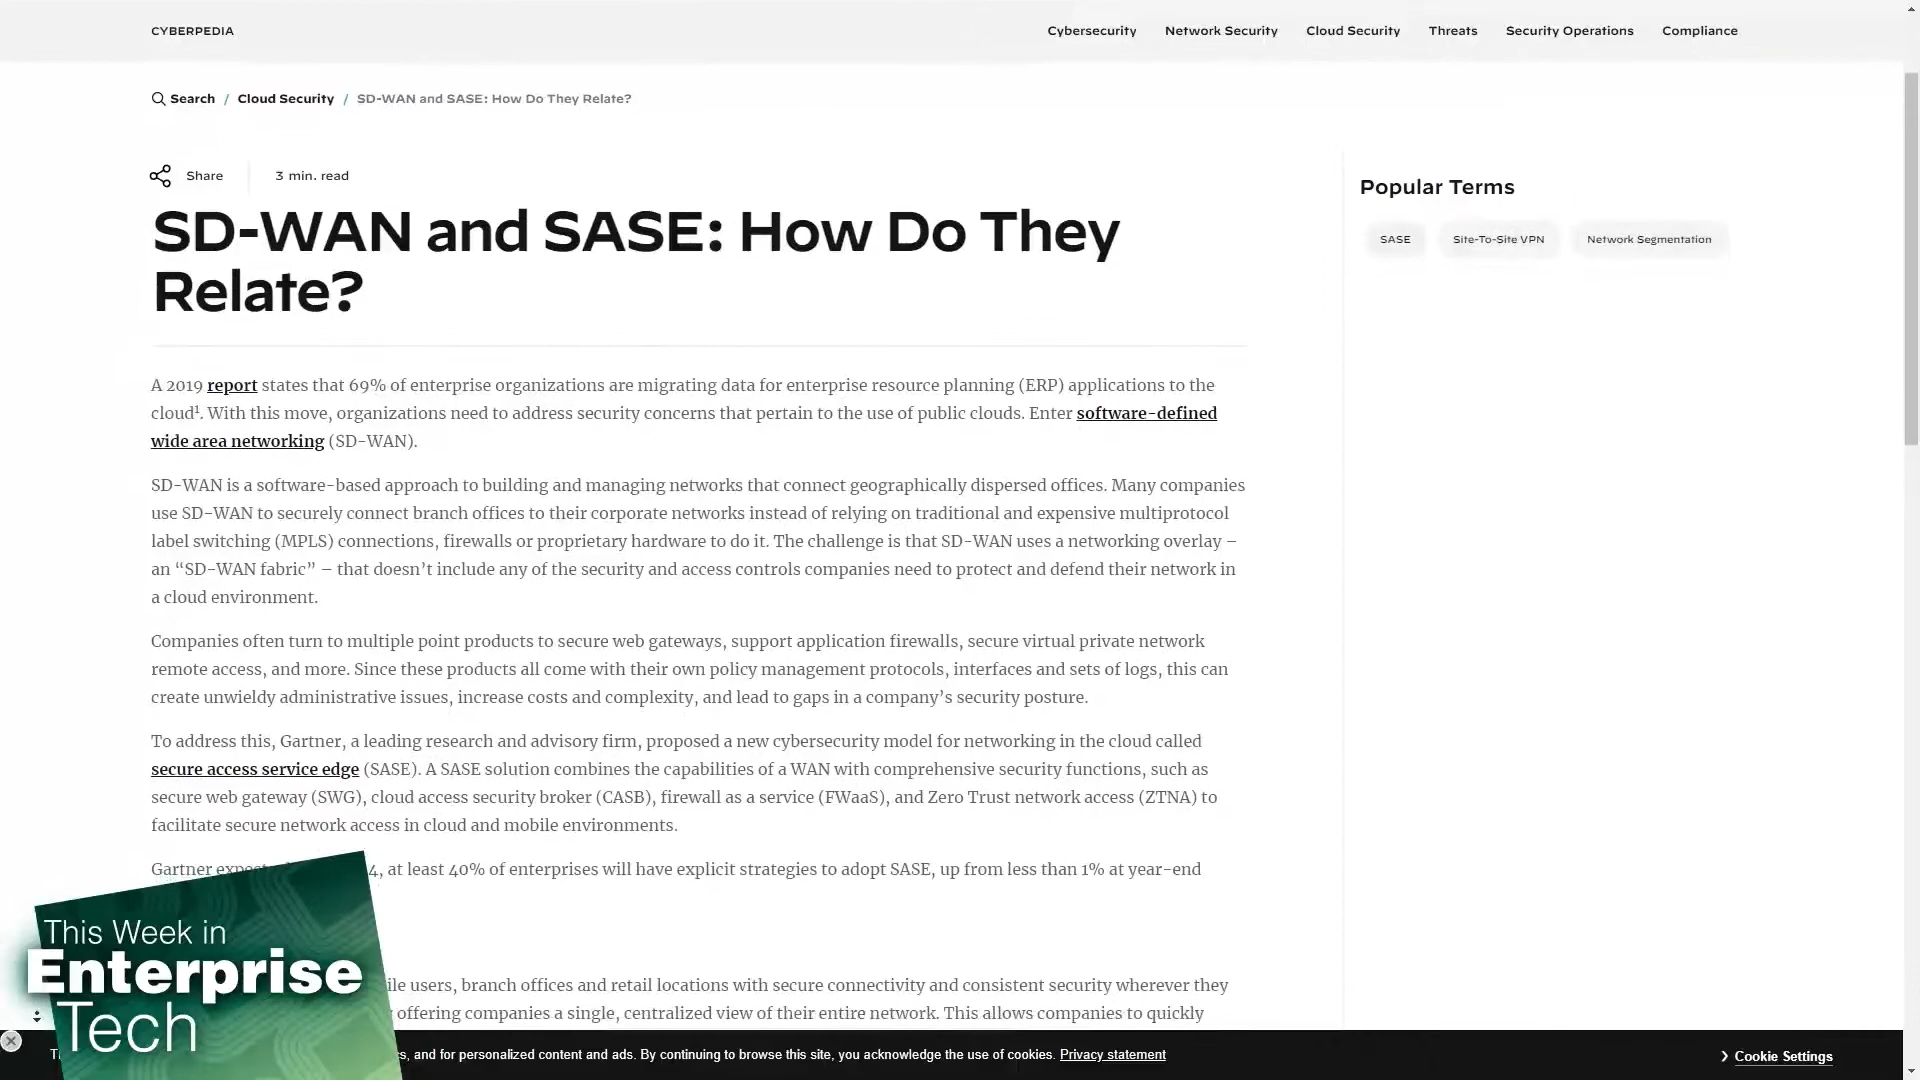 CYBERPEDIA
Cybersecurity Network Security Cloud Security Threats Security Operations Compliance
Search / Cloud Security / SD-WAN and SASE: How Do They Relate?
Share 3 min. read
SD-WAN and SASE: How Do They
Relate?
A 2019 report states that 69% of enterprise organizations are migrating data for enterprise resource planning (ERP) applications to the
cloud¹. With this move, organizations need to address security concerns that pertain to the use of public clouds. Enter software-defined
wide area networking (SD-WAN).
SD-WAN is a software-based approach to building and managing networks that connect geographically dispersed offices. Many companies
use SD-WAN to securely connect branch offices to their corporate networks instead of relying on traditional and expensive multiprotocol
label switching (MPLS) connections, firewalls or proprietary hardware to do it. The challenge is that SD-WAN uses a networking overlay –
an “SD-WAN fabric” – that doesn’t include any of the security and access controls companies need to protect and defend their network in
a cloud environment.
Companies often turn to multiple point products to secure web gateways, support application firewalls, secure virtual private network
remote access, and more. Since these products all come with their own policy management protocols, interfaces and sets of logs, this can
create unwieldy administrative issues, increase costs and complexity, and lead to gaps in a company’s security posture.
To address this, Gartner, a leading research and advisory firm, proposed a new cybersecurity model for networking in the cloud called
secure access service edge (SASE). A SASE solution combines the capabilities of a WAN with comprehensive security functions, such as
secure web gateway (SWG), cloud access security broker (CASB), firewall as a service (FWaaS), and Zero Trust network access (ZTNA) to
facilitate secure network access in cloud and mobile environments.
Gartner 4, at least 40% of enterprises will have explicit strategies to adopt SASE, up from less than 1% at year-end
users, branch offices and retail locations with secure connectivity and consistent security wherever they
offering companies a single, centralized view of their entire network. This allows companies to quickly
Popular Terms
SASE Site-To-Site VPN Network Segmentation
This Week in
Enterprise
Tech
and for personalized content and ads. By continuing to browse this site, you acknowledge the use of cookies. Privacy statement
Cookie Settings